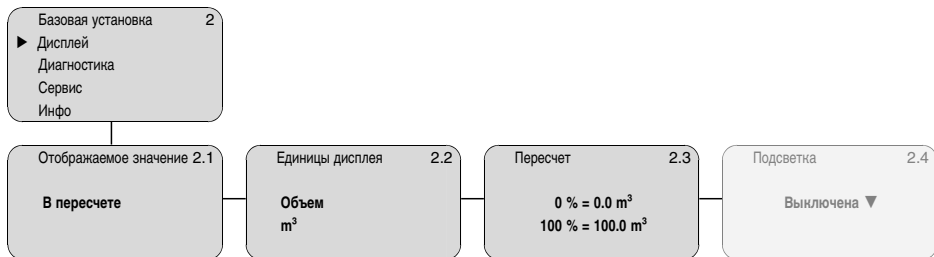 Базовая установка 2
▶ Дисплей
Диагностика
Сервис
Инфо
Отображаемое значение 2.1
В пересчете
Единицы дисплея 2.2
Объем
m³
Пересчет 2.3
0 % = 0.0 m³
100 % = 100.0 m³
Подсветка 2.4
Выключена ▼